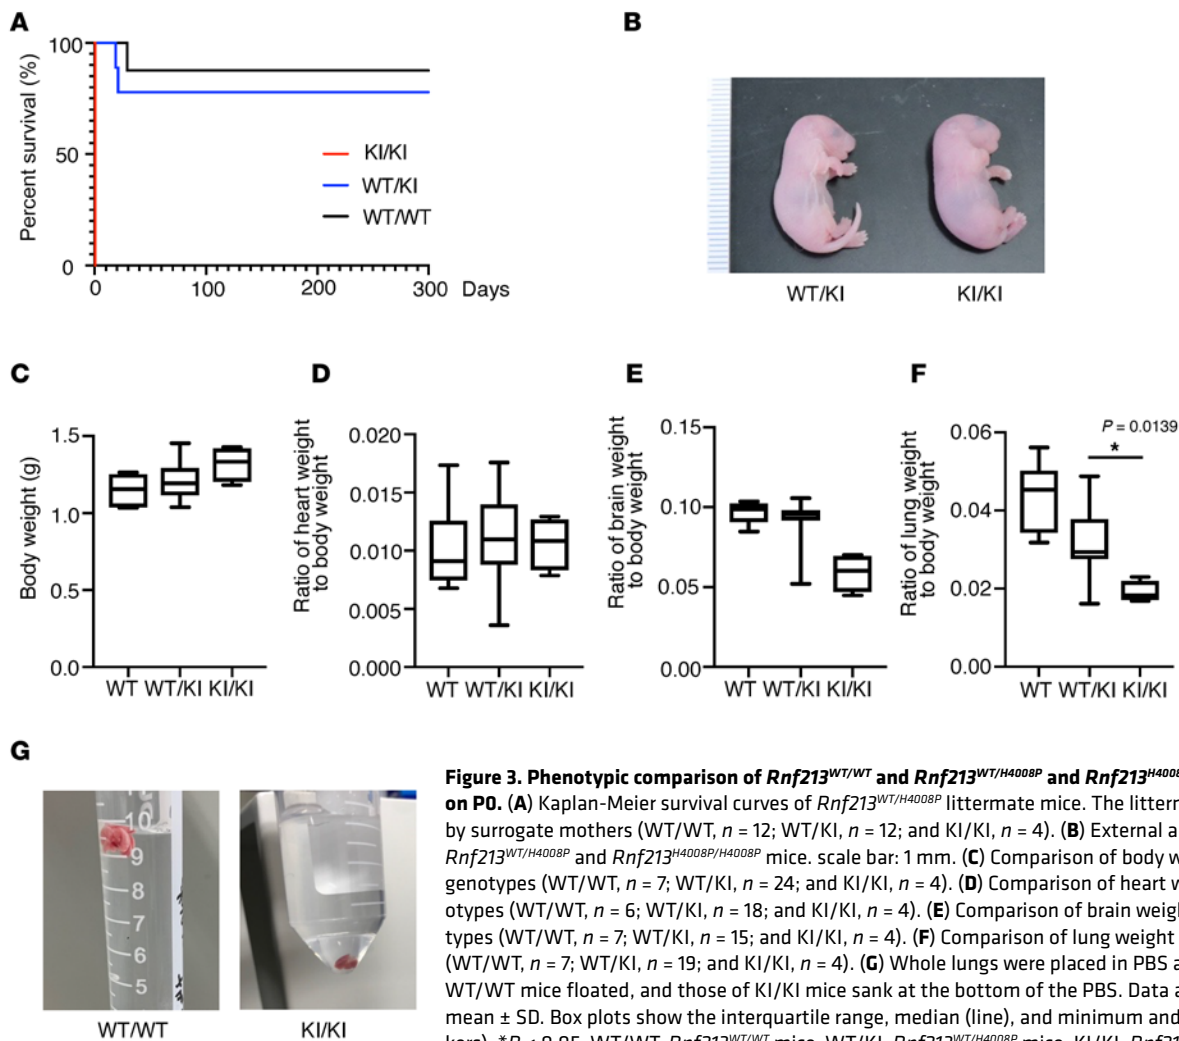 A
B
Percent survival (%)
100
50
0
KI/KI
WT/KI
WT/WT
0 100 200 300 Days
WT/KI KI/KI
C
D
E
F
Body weight (g)
1.5
1.0
0.5
0.0
WT WT/KI KI/KI
Ratio of heart weight
to body weight
0.020
0.015
0.010
0.005
0.000
WT WT/KI KI/KI
Ratio of brain weight
to body weight
0.15
0.10
0.05
0.00
WT WT/KI KI/KI
Ratio of lung weight
to body weight
P = 0.0139
*
0.06
0.04
0.02
0.00
WT WT/KI KI/KI
G
10
9
8
7
6
5
WT/WT KI/KI
Figure 3. Phenotypic comparison of Rnf213WT/WT and Rnf213WT/H4008P and Rnf213H4008
on P0. (A) Kaplan-Meier survival curves of Rnf213WT/H4008P littermate mice. The litterm
by surrogate mothers (WT/WT, n = 12; WT/KI, n = 12; and KI/KI, n = 4). (B) External a
Rnf213WT/H4008P and Rnf213H4008P/H4008P mice. scale bar: 1 mm. (C) Comparison of body w
genotypes (WT/WT, n = 7; WT/KI, n = 24; and KI/KI, n = 4). (D) Comparison of heart w
otypes (WT/WT, n = 6; WT/KI, n = 18; and KI/KI, n = 4). (E) Comparison of brain weigh
types (WT/WT, n = 7; WT/KI, n = 15; and KI/KI, n = 4). (F) Comparison of lung weight
(WT/WT, n = 7; WT/KI, n = 19; and KI/KI, n = 4). (G) Whole lungs were placed in PBS a
WT/WT mice floated, and those of KI/KI mice sank at the bottom of the PBS. Data a
mean ± SD. Box plots show the interquartile range, median (line), and minimum and